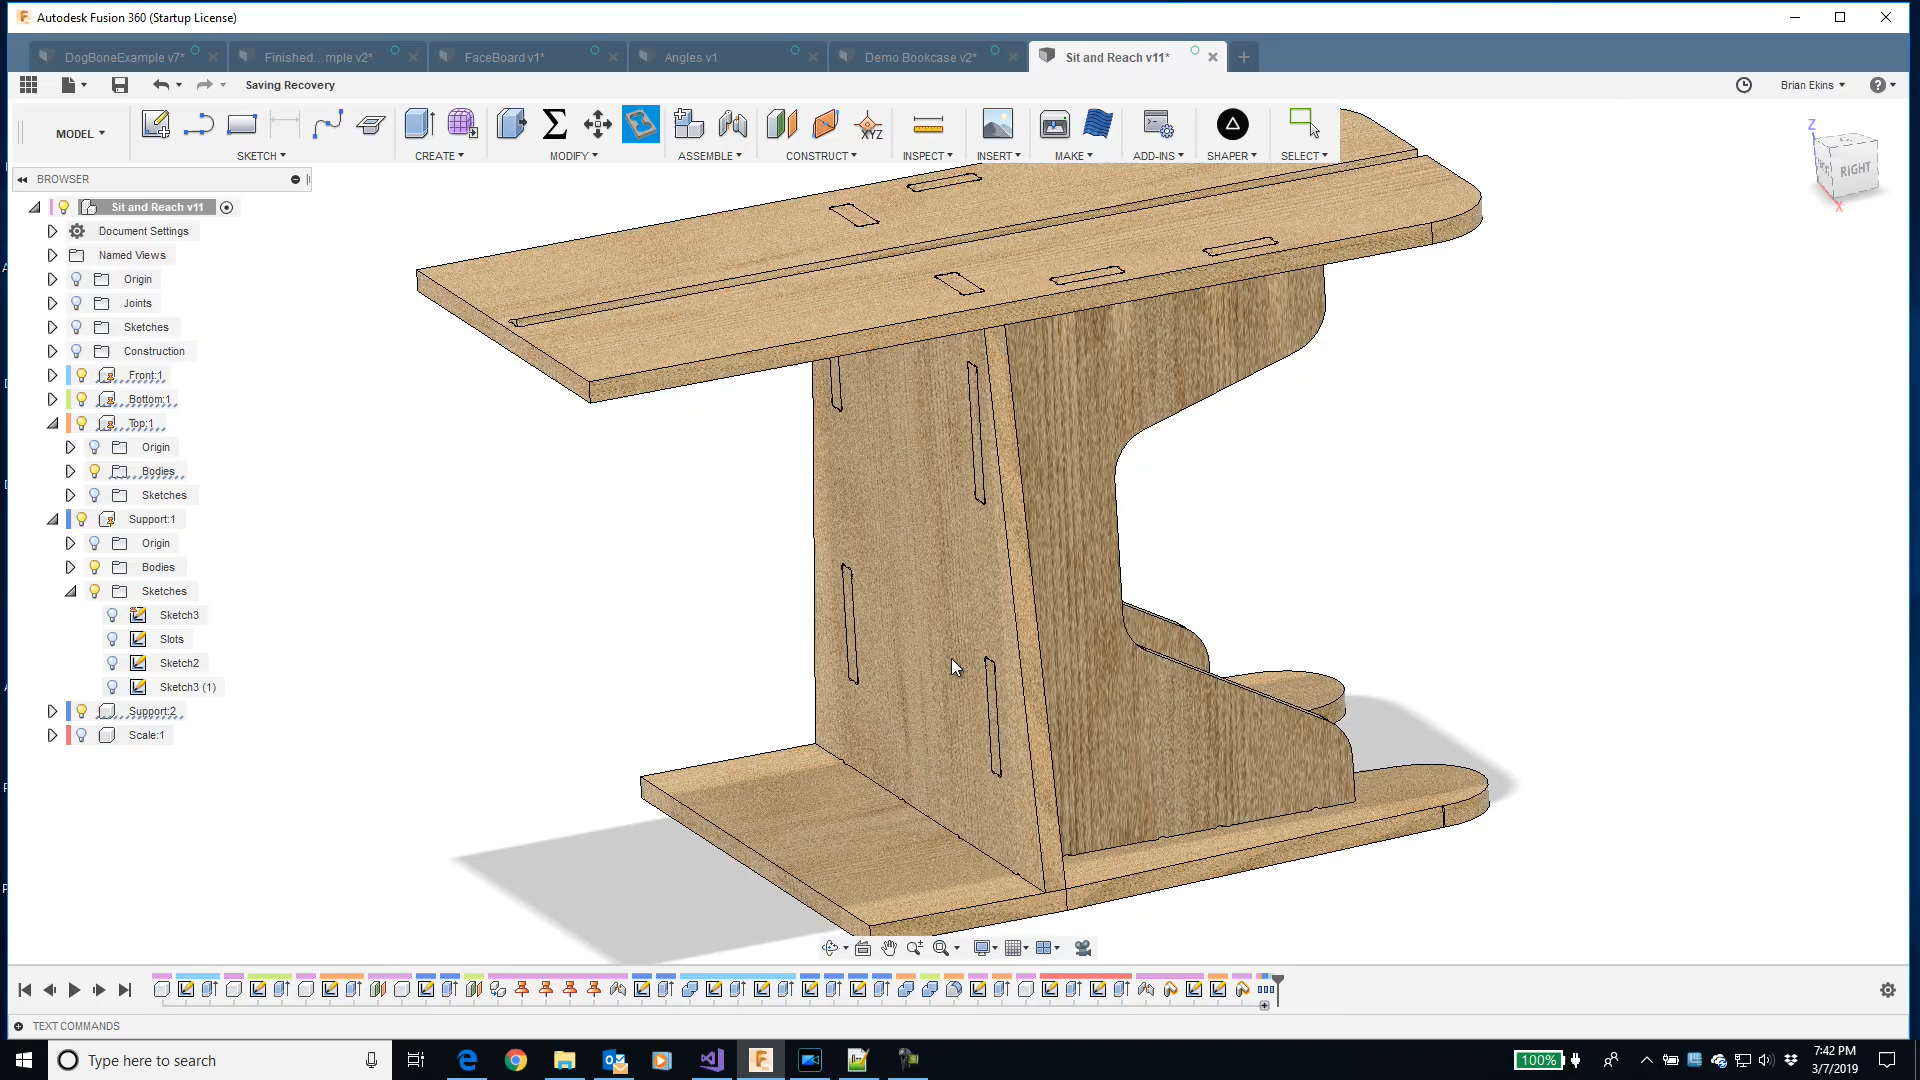 Autodesk Fusion 360 (Startup License)
DogBoneExample v7*
Finished...mple v2*
FaceBoard v1*
Angles v1
Demo Bookcase v2*
Sit and Reach v11*
Saving Recovery
Brian Ekins
MODEL
SKETCH
CREATE
MODIFY
ASSEMBLE
CONSTRUCT
INSPECT
INSERT
MAKE
ADD-INS
SHAPER
SELECT
XYZ
Z
RIGHT
X
BROWSER
Sit and Reach v11
Document Settings
Named Views
Origin
Joints
Sketches
Construction
Front:1
Bottom:1
Top:1
Origin
Bodies
Sketches
Support:1
Origin
Bodies
Sketches
Sketch3
Slots
Sketch2
Sketch3 (1)
Support:2
Scale:1
TEXT COMMANDS
Type here to search
100%
7:42 PM
3/7/2019